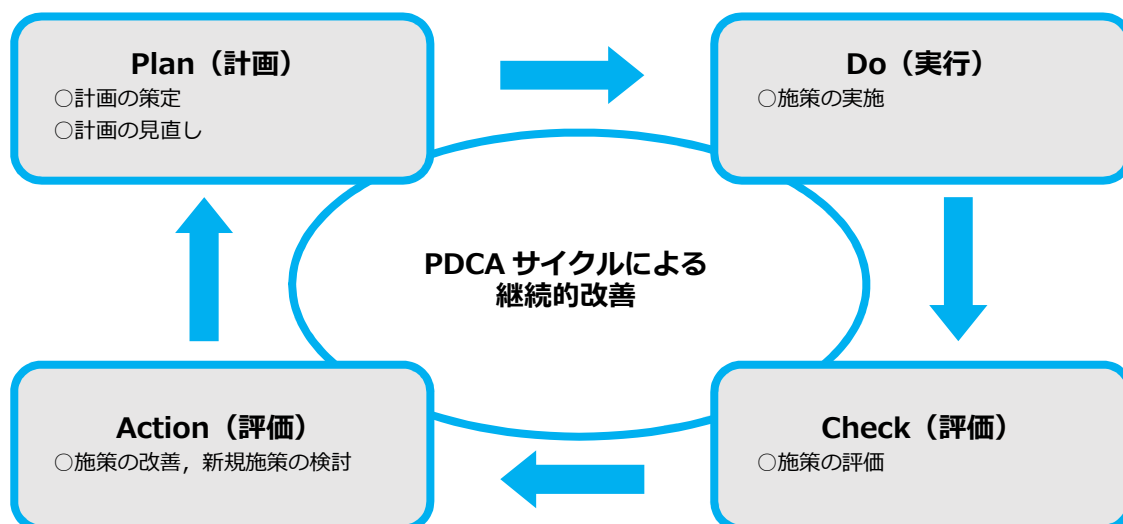 Plan（計画）
○計画の策定
○計画の見直し
Do（実行）
○施策の実施
PDCA サイクルによる
継続的改善
Action（評価）
○施策の改善，新規施策の検討
Check（評価）
○施策の評価